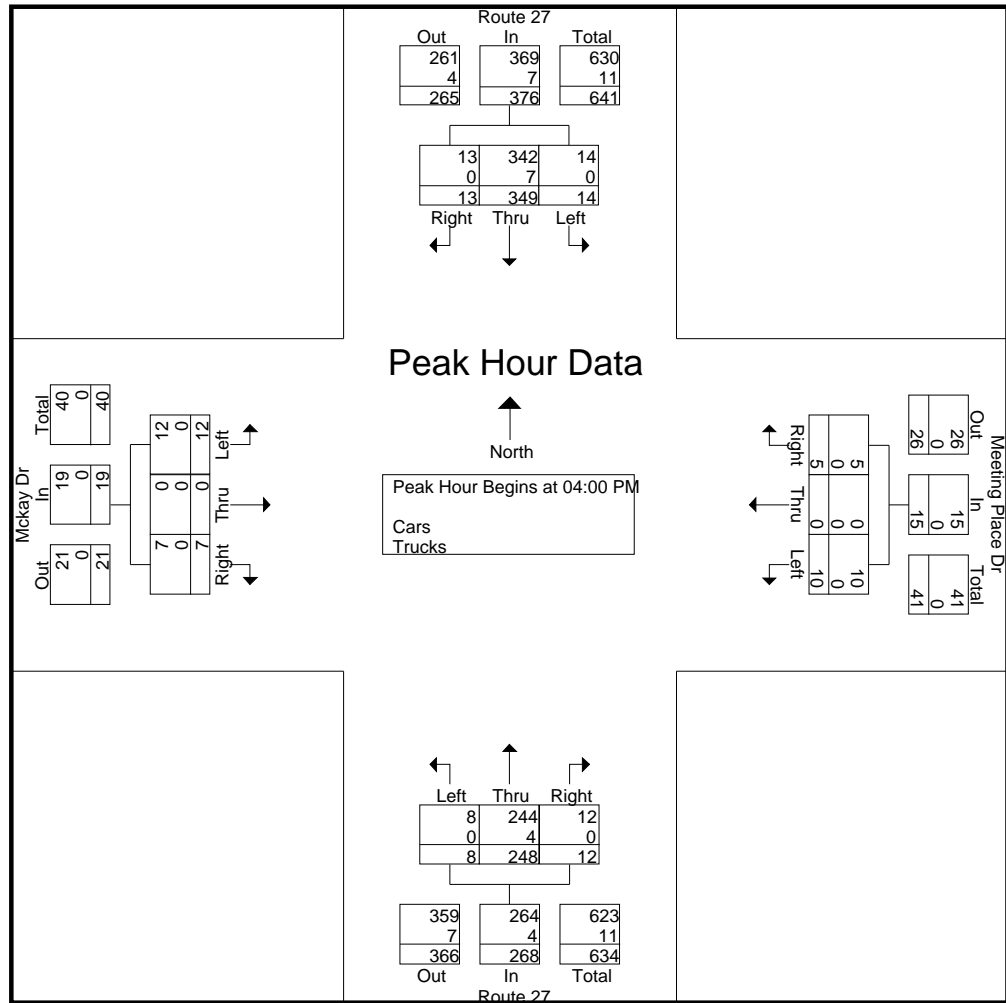 Route 27
Out In Total
261 369 630
4 7 11
265 376 641
13 342 14
0 7 0
13 349 14
Right Thru Left
Peak Hour Data
North
Peak Hour Begins at 04:00 PM
Cars
Trucks
Mckay Dr
Out In Total
21 19 40
0 0 0
21 19 40
12 0 7
0 0 0
12 0 7
Left Thru Right
Meeting Place Dr
Out In Total
26 15 41
0 0 0
26 15 41
5 0 10
0 0 0
5 0 10
Right Thru Left
Left Thru Right
8 244 12
0 4 0
8 248 12
359 264 623
7 4 11
366 268 634
Out In Total
Route 27